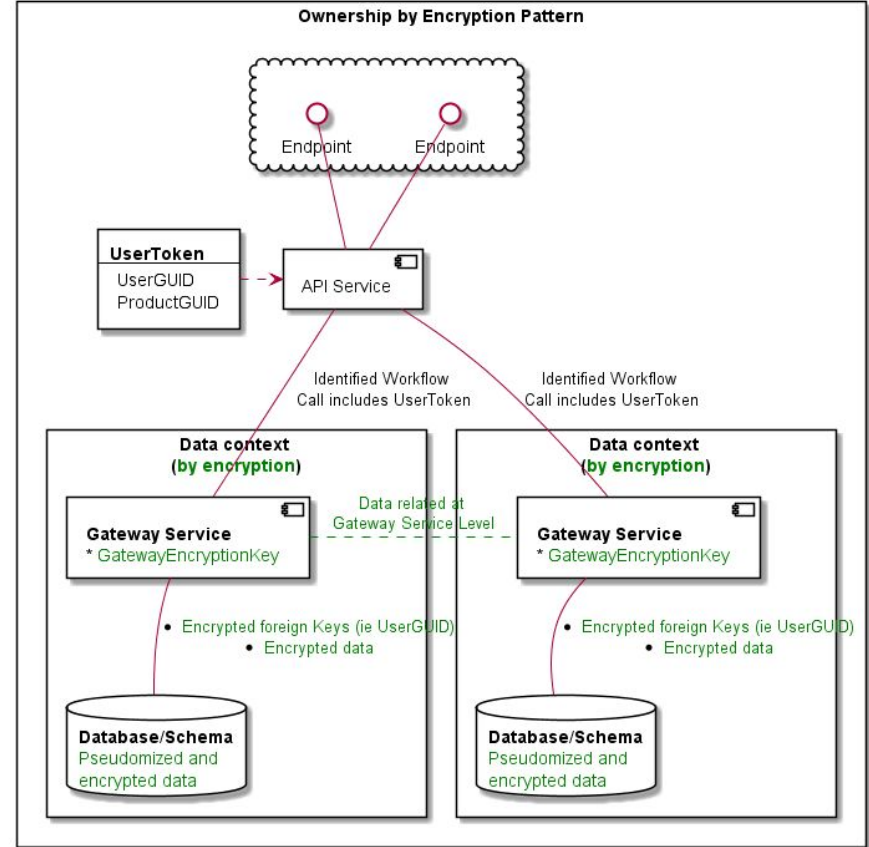 Ownership by Encryption Pattern
Endpoint
Endpoint
UserToken
UserGUID
ProductGUID
API Service
Identified Workflow
Call includes UserToken
Identified Workflow
Call includes UserToken
Data context
(by encryption)
Data context
(by encryption)
Gateway Service
* GatewayEncryptionKey
Data related at
Gateway Service Level
Gateway Service
* GatewayEncryptionKey
• Encrypted foreign Keys (ie UserGUID)
• Encrypted data
• Encrypted foreign Keys (ie UserGUID)
• Encrypted data
Database/Schema
Pseudomized and
encrypted data
Database/Schema
Pseudomized and
encrypted data